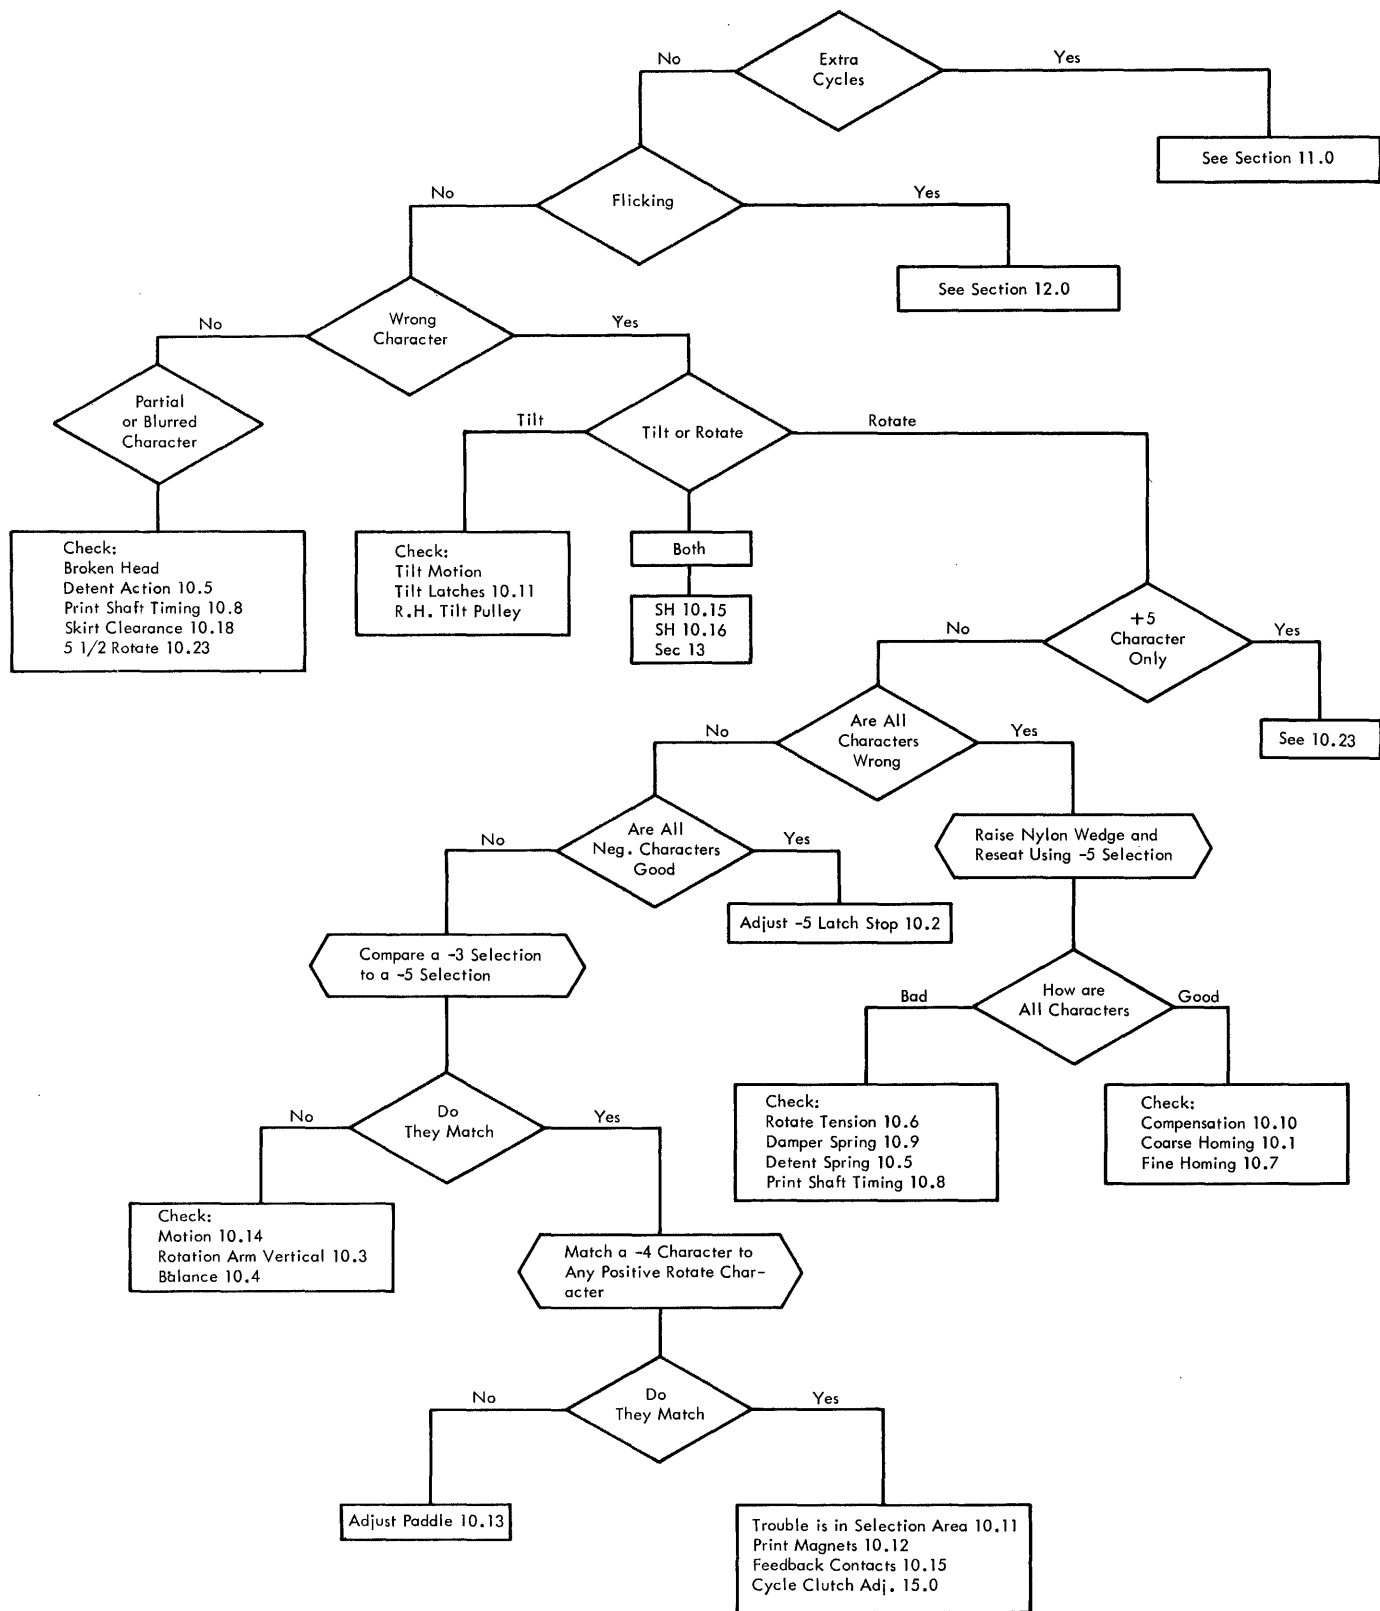 No
Extra
Cycles
Yes
See Section 11.0
No
Flicking
Yes
See Section 12.0
No
Wrong
Character
Yes
Partial
or Blurred
Character
Tilt
Tilt or Rotate
Rotate
Check:
Broken Head
Detent Action 10.5
Print Shaft Timing 10.8
Skirt Clearance 10.18
5 1/2 Rotate 10.23
Check:
Tilt Motion
Tilt Latches 10.11
R.H. Tilt Pulley
Both
SH 10.15
SH 10.16
Sec 13
No
+5
Character
Only
Yes
See 10.23
No
Are All
Characters
Wrong
Yes
No
Are All
Neg. Characters
Good
Yes
Raise Nylon Wedge and
Reseat Using -5 Selection
Adjust -5 Latch Stop 10.2
Compare a -3 Selection
to a -5 Selection
Bad
How are
All Characters
Good
Check:
Rotate Tension 10.6
Damper Spring 10.9
Detent Spring 10.5
Print Shaft Timing 10.8
Check:
Compensation 10.10
Coarse Homing 10.1
Fine Homing 10.7
No
Do
They Match
Yes
Check:
Motion 10.14
Rotation Arm Vertical 10.3
Balance 10.4
Match a -4 Character to
Any Positive Rotate Char-
acter
No
Do
They Match
Yes
Adjust Paddle 10.13
Trouble is in Selection Area 10.11
Print Magnets 10.12
Feedback Contacts 10.15
Cycle Clutch Adj. 15.0